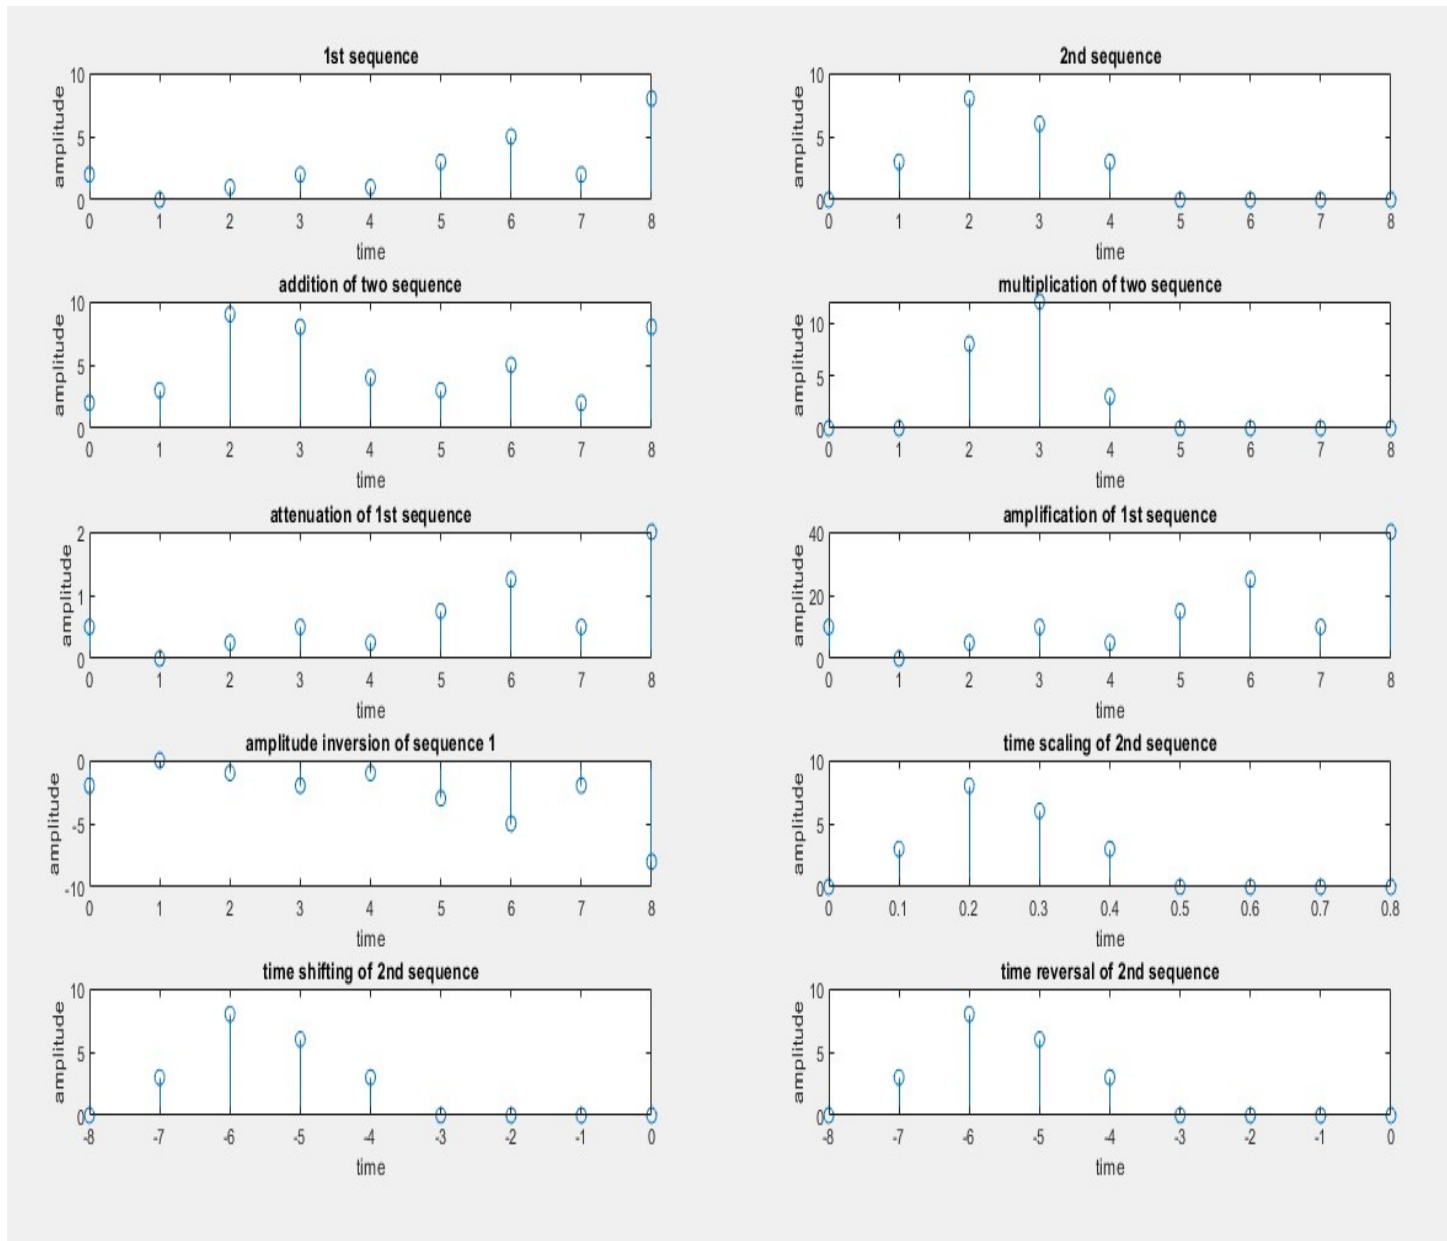 1st sequence
10
5
0
amplitude
0 1 2 3 4 5 6 7 8
time
2nd sequence
10
5
0
amplitude
0 1 2 3 4 5 6 7 8
time
addition of two sequence
10
5
0
amplitude
0 1 2 3 4 5 6 7 8
time
multiplication of two sequence
10
5
0
amplitude
0 1 2 3 4 5 6 7 8
time
attenuation of 1st sequence
2
1
0
amplitude
0 1 2 3 4 5 6 7 8
time
amplification of 1st sequence
40
20
0
amplitude
0 1 2 3 4 5 6 7 8
time
amplitude inversion of sequence 1
0
-5
-10
amplitude
0 1 2 3 4 5 6 7 8
time
time scaling of 2nd sequence
10
5
0
amplitude
0 0.1 0.2 0.3 0.4 0.5 0.6 0.7 0.8
time
time shifting of 2nd sequence
10
5
0
amplitude
-8 -7 -6 -5 -4 -3 -2 -1 0
time
time reversal of 2nd sequence
10
5
0
amplitude
-8 -7 -6 -5 -4 -3 -2 -1 0
time